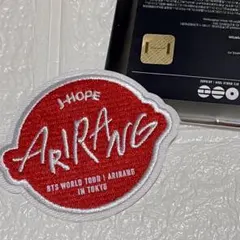 J-HOPE
ARIRANG
BTS WORLD TOUR | ARIRANG
IN TOKYO